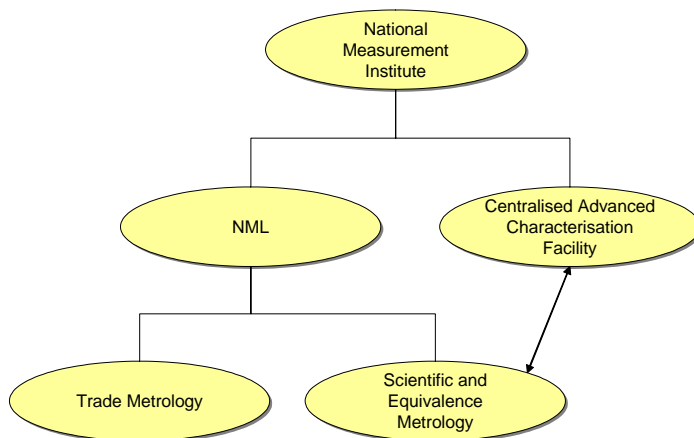 National
Measurement
Institute
NML
Centralised Advanced
Characterisation
Facility
Trade Metrology
Scientific and
Equivalence
Metrology